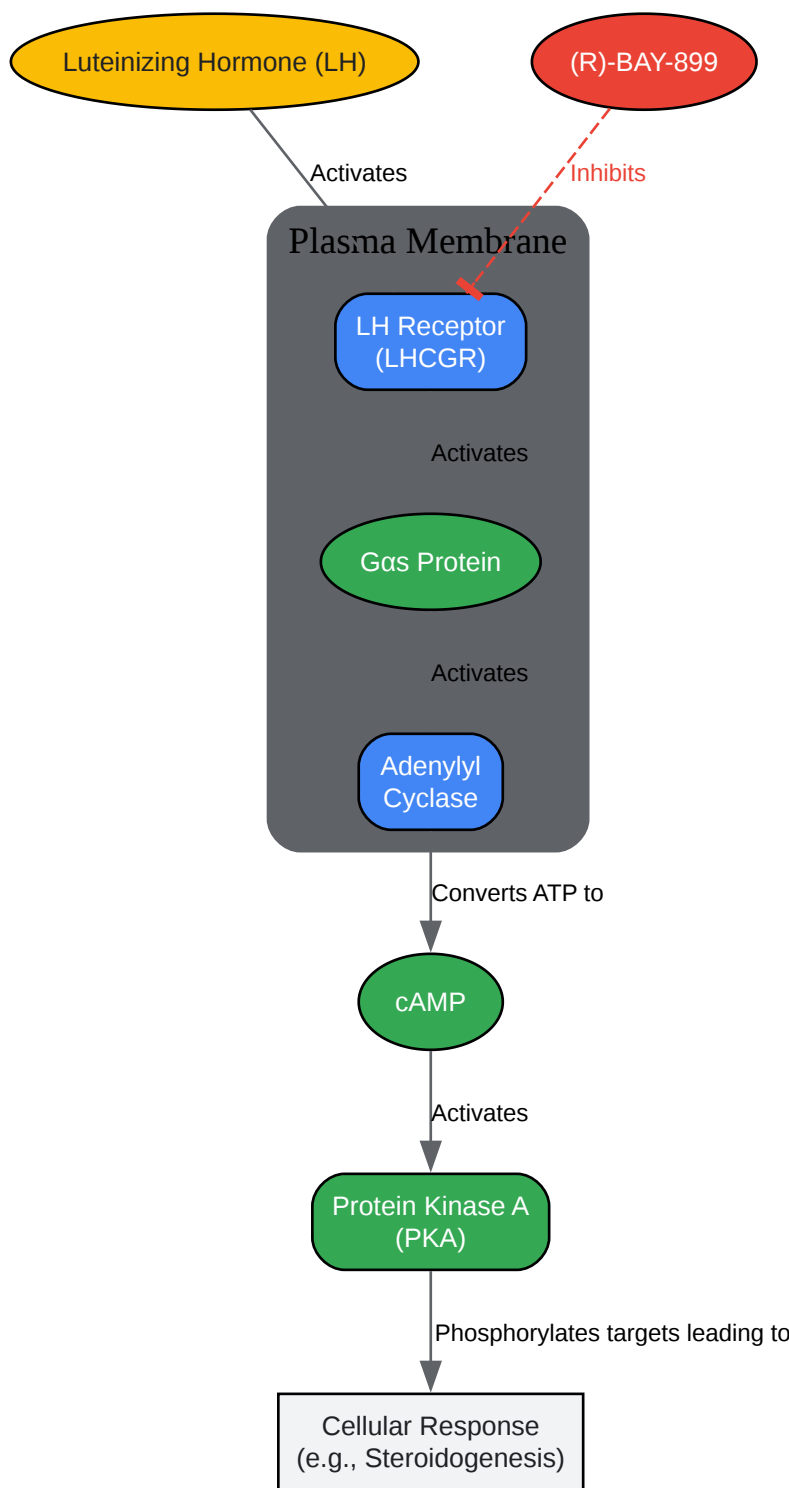 Luteinizing Hormone (LH)
(R)-BAY-899
Activates
Inhibits
Plasma Membrane
LH Receptor
(LHCGR)
Activates
Gαs Protein
Activates
Adenylyl
Cyclase
Converts ATP to
cAMP
Activates
Protein Kinase A
(PKA)
Phosphorylates targets leading to
Cellular Response
(e.g., Steroidogenesis)